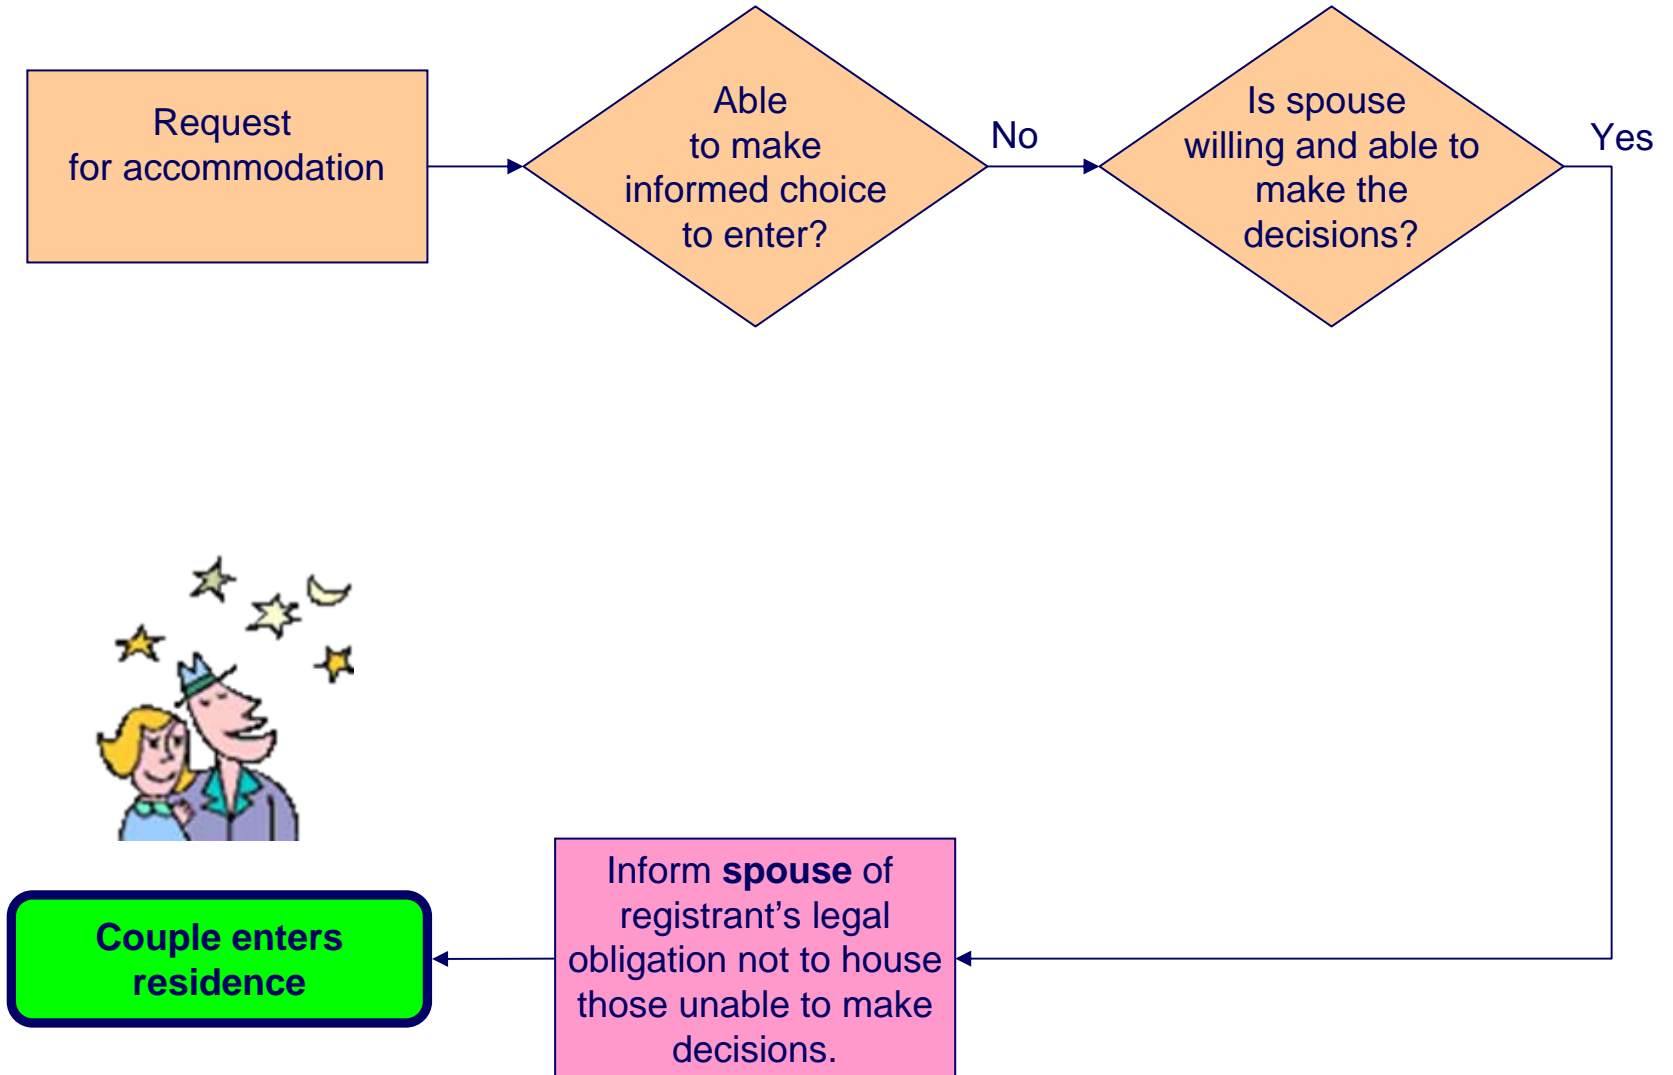 Request
for accommodation
Able
to make
informed choice
to enter?
No
Is spouse
willing and able to
make the
decisions?
Yes
Inform spouse of
registrant's legal
obligation not to house
those unable to make
decisions.
Couple enters
residence